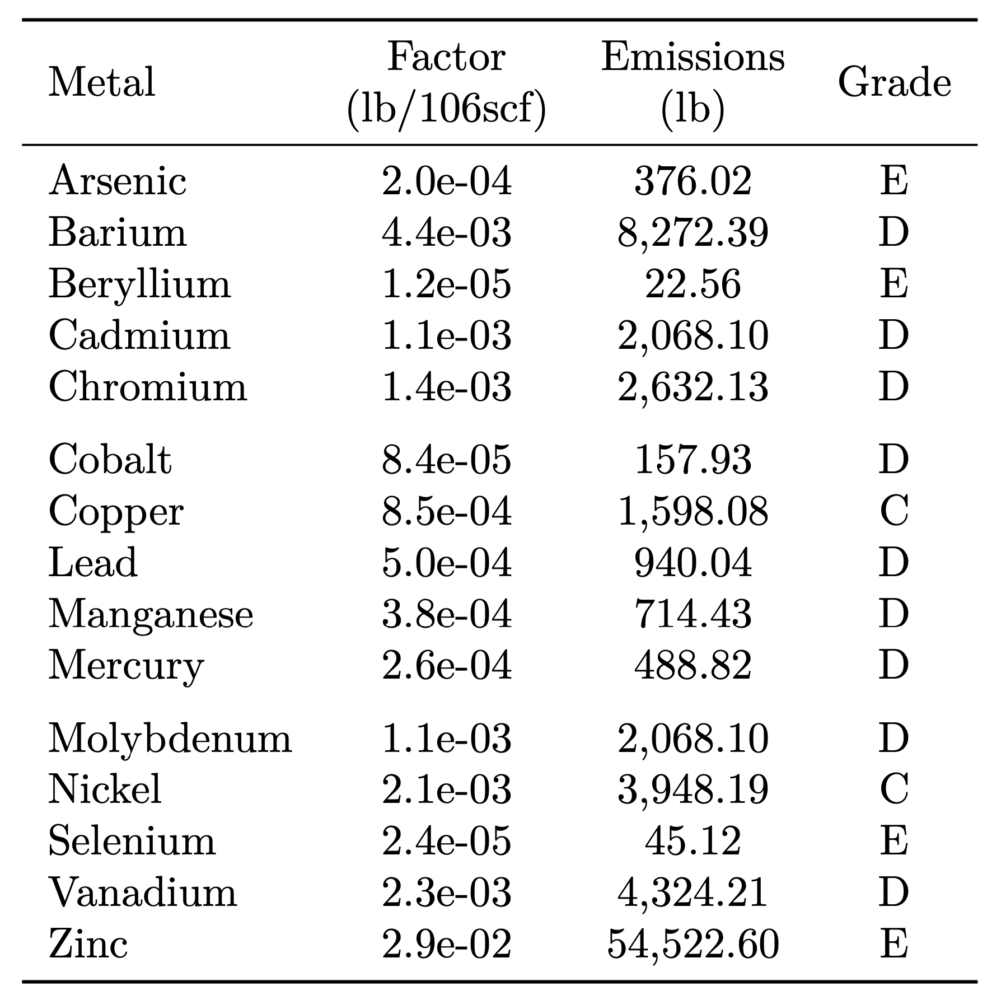 Metal Factor (lb/106scf) Emissions (lb) Grade
Arsenic 2.0e-04 376.02 E
Barium 4.4e-03 8,272.39 D
Beryllium 1.2e-05 22.56 E
Cadmium 1.1e-03 2,068.10 D
Chromium 1.4e-03 2,632.13 D
Cobalt 8.4e-05 157.93 D
Copper 8.5e-04 1,598.08 C
Lead 5.0e-04 940.04 D
Manganese 3.8e-04 714.43 D
Mercury 2.6e-04 488.82 D
Molybdenum 1.1e-03 2,068.10 D
Nickel 2.1e-03 3,948.19 C
Selenium 2.4e-05 45.12 E
Vanadium 2.3e-03 4,324.21 D
Zinc 2.9e-02 54,522.60 E